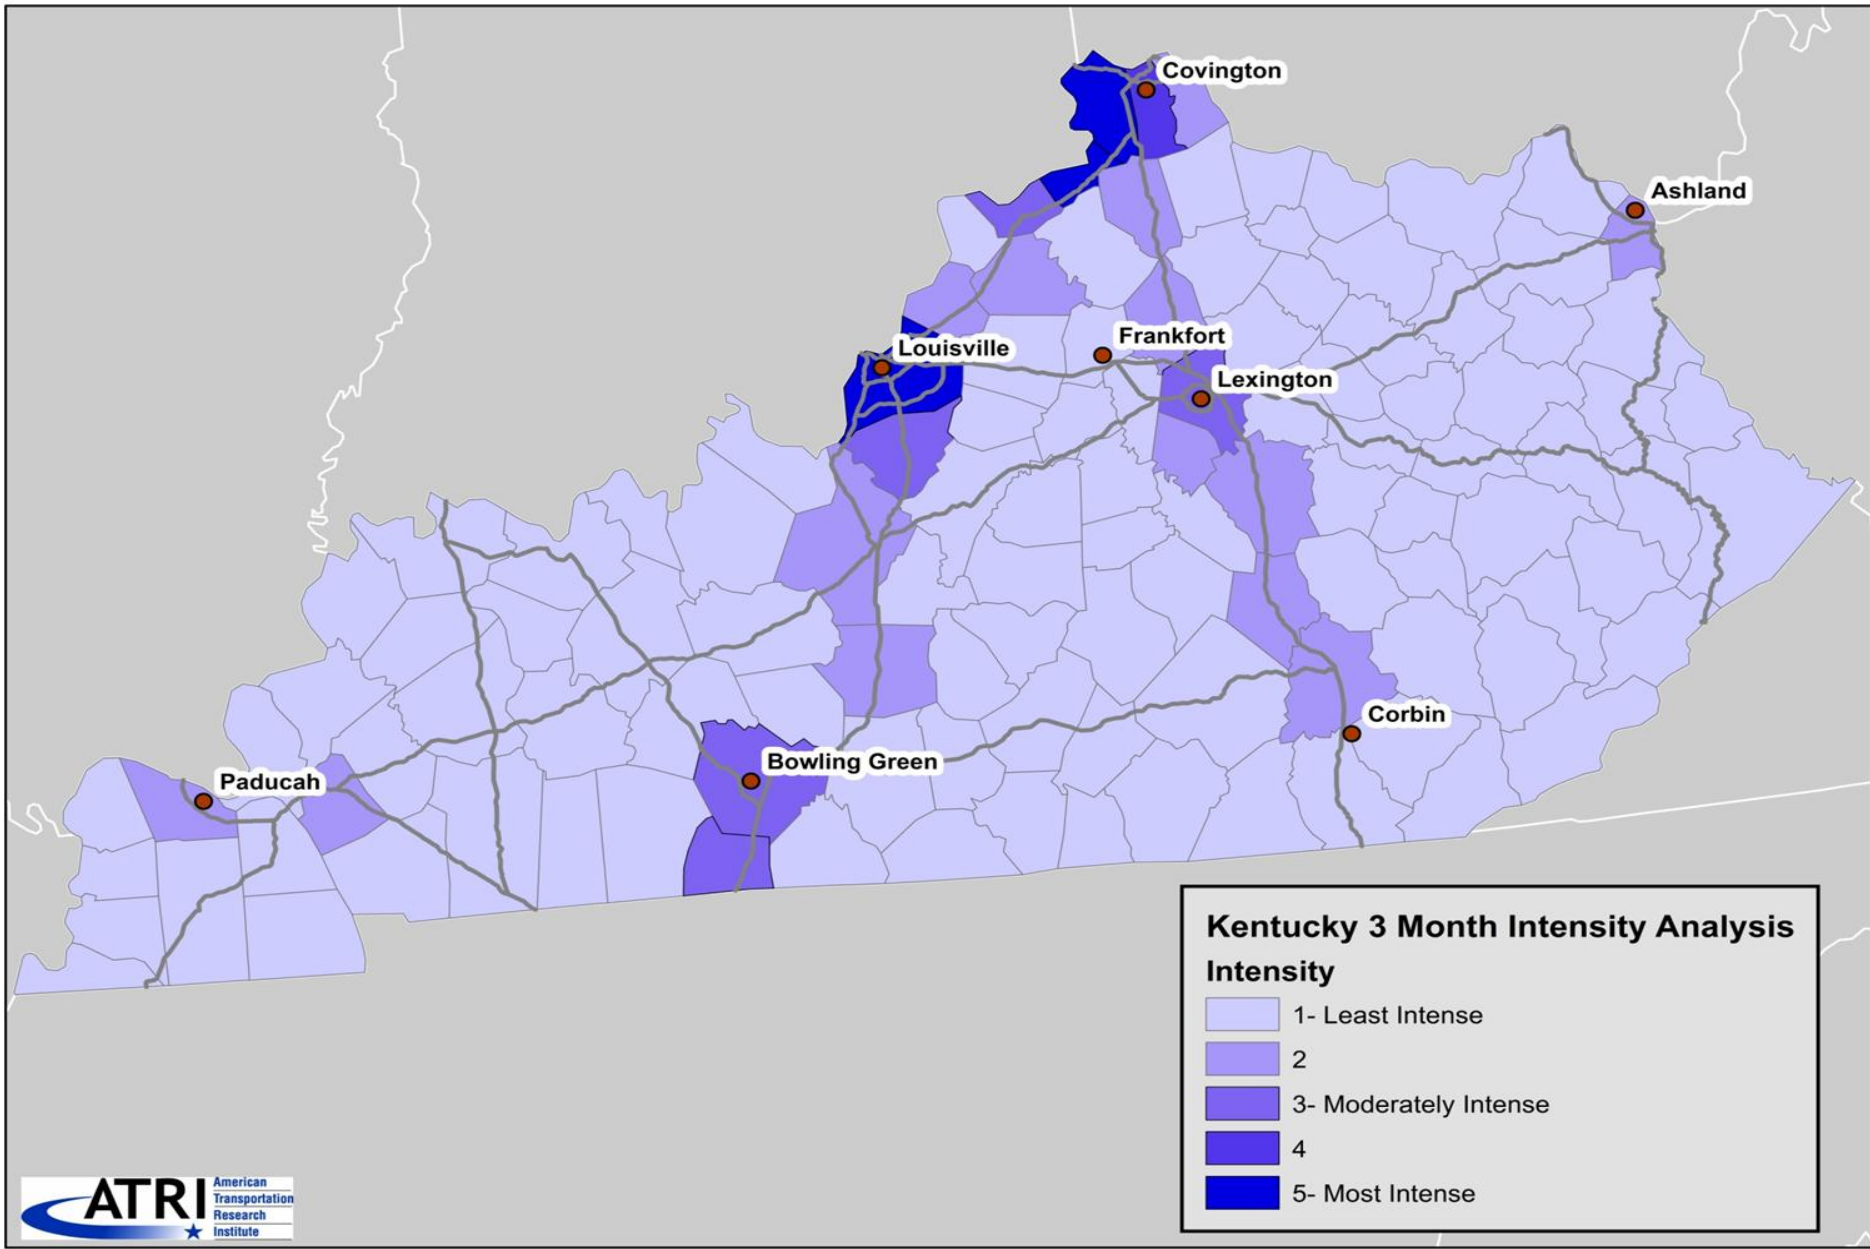 Covington
Ashland
Frankfort
Louisville
Lexington
Corbin
Bowling Green
Paducah
Kentucky 3 Month Intensity Analysis
Intensity
1- Least Intense
2
3- Moderately Intense
4
5- Most Intense
ATRI
American
Transportation
Research
Institute